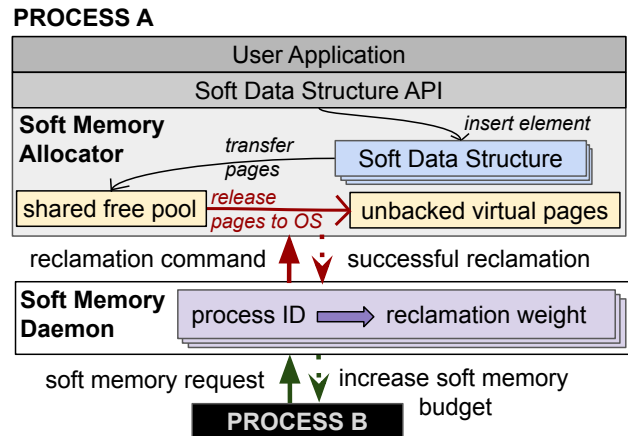 PROCESS A
User Application
Soft Data Structure API
Soft Memory
Allocator
insert element
transfer
pages
Soft Data Structure
shared free pool
release
pages to OS
unbacked virtual pages
reclamation command
successful reclamation
Soft Memory
Daemon
process ID
reclamation weight
soft memory request
increase soft memory
budget
PROCESS B